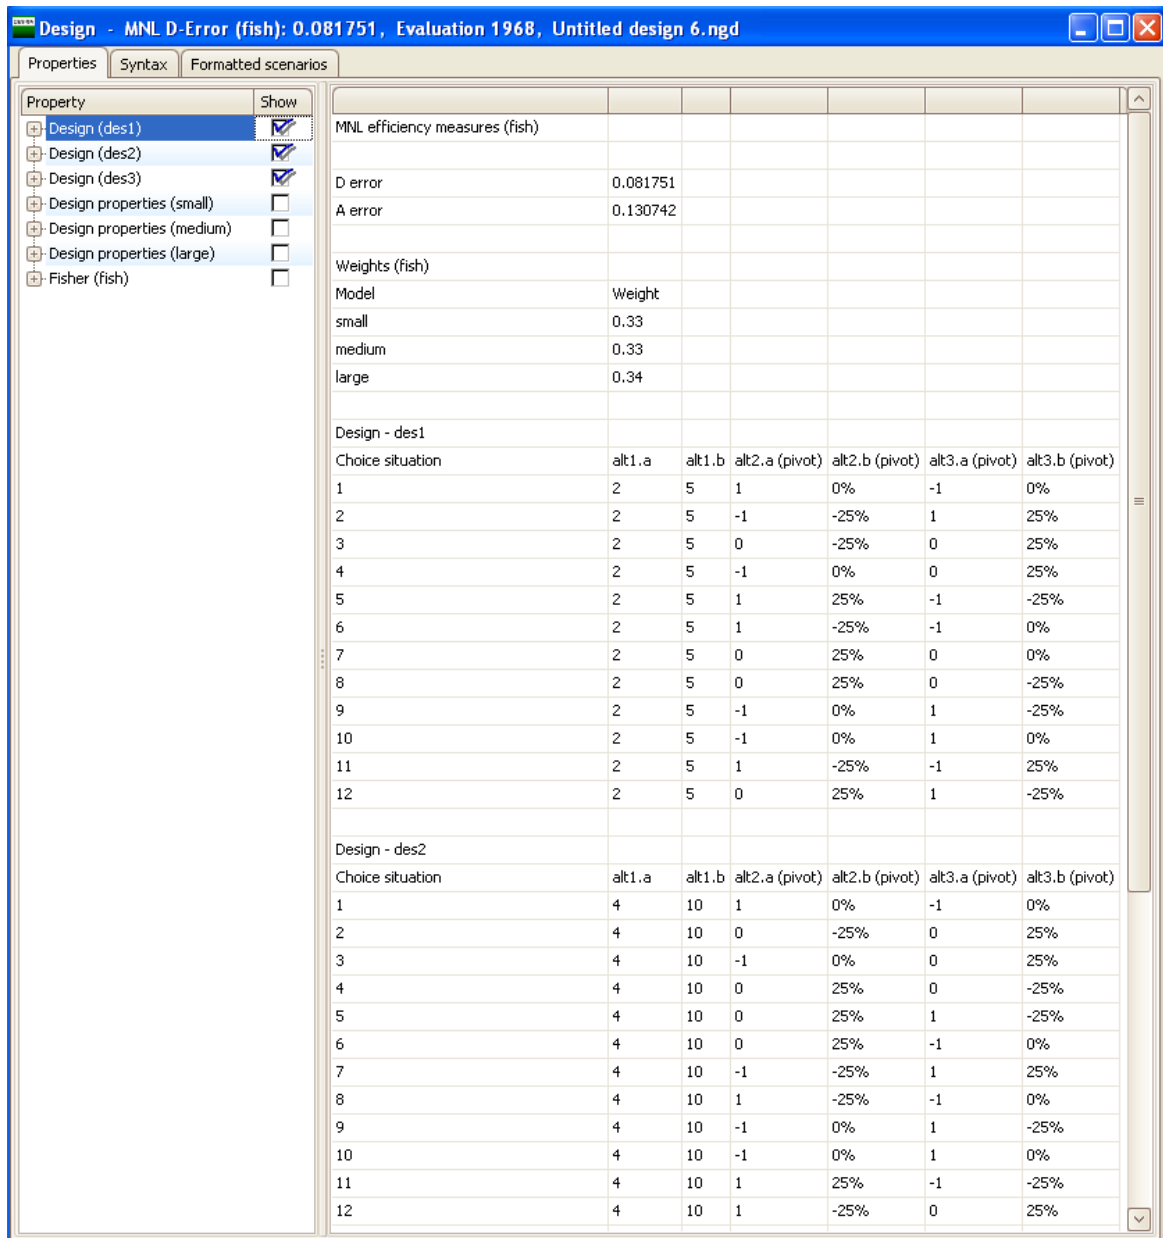 Design - MNL D-Error (fish): 0.081751, Evaluation 1968, Untitled design 6.ngd
Properties Syntax Formatted scenarios
Property Show
Design (des1)
Design (des2)
Design (des3)
Design properties (small)
Design properties (medium)
Design properties (large)
Fisher (fish)
MNL efficiency measures (fish)
D error 0.081751
A error 0.130742
Weights (fish)
Model Weight
small 0.33
medium 0.33
large 0.34
Design - des1
Choice situation alt1.a alt1.b alt2.a (pivot) alt2.b (pivot) alt3.a (pivot) alt3.b (pivot)
1 2 5 1 0% -1 0%
2 2 5 -1 -25% 1 25%
3 2 5 0 -25% 0 25%
4 2 5 -1 0% 0 25%
5 2 5 1 25% -1 -25%
6 2 5 1 -25% -1 0%
7 2 5 0 25% 0 0%
8 2 5 0 25% 0 -25%
9 2 5 -1 0% 1 -25%
10 2 5 -1 0% 1 0%
11 2 5 1 -25% -1 25%
12 2 5 0 25% 1 -25%
Design - des2
Choice situation alt1.a alt1.b alt2.a (pivot) alt2.b (pivot) alt3.a (pivot) alt3.b (pivot)
1 4 10 1 0% -1 0%
2 4 10 0 -25% 0 25%
3 4 10 -1 0% 0 25%
4 4 10 0 25% 0 -25%
5 4 10 0 25% 1 -25%
6 4 10 0 25% -1 0%
7 4 10 -1 -25% 1 25%
8 4 10 1 -25% -1 0%
9 4 10 -1 0% 1 -25%
10 4 10 -1 0% 1 0%
11 4 10 1 25% -1 -25%
12 4 10 1 -25% 0 25%